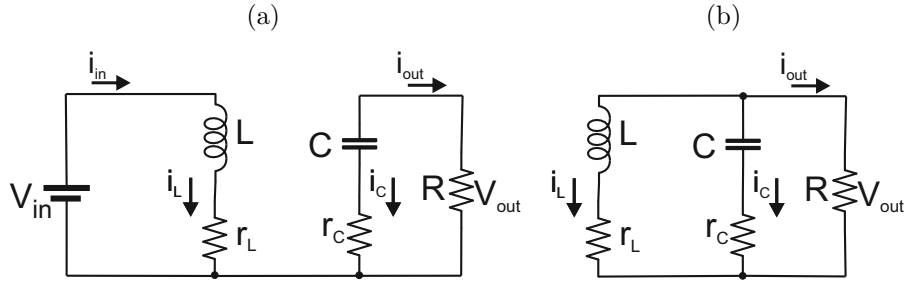 (a) (b)
i_in i_out i_out
L C L C
V_in i_L i_C R V_out i_L i_C R V_out
r_L r_C r_L r_C